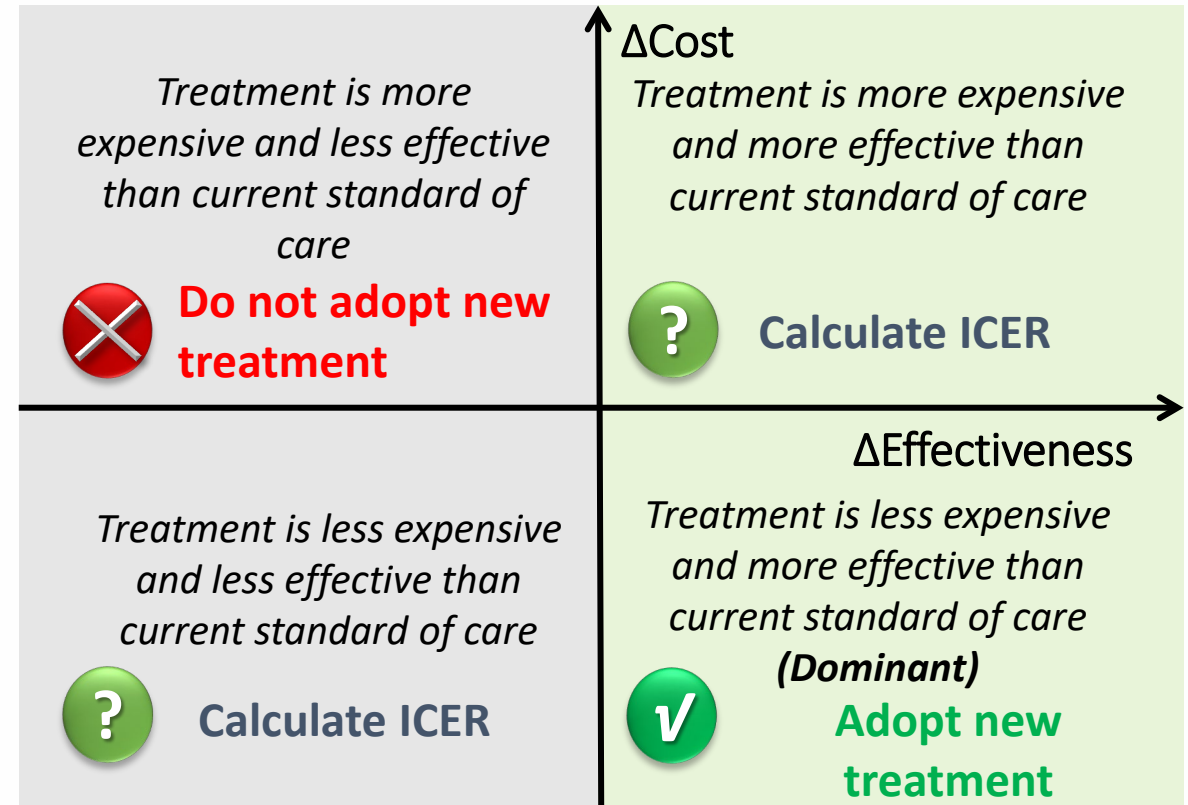 ΔCost
Treatment is more
expensive and less effective
than current standard of
care
Do not adopt new
treatment
Treatment is more expensive
and more effective than
current standard of care
?
Calculate ICER
ΔEffectiveness
Treatment is less expensive
and less effective than
current standard of care
?
Calculate ICER
Treatment is less expensive
and more effective than
current standard of care
(Dominant)
√
Adopt new
treatment